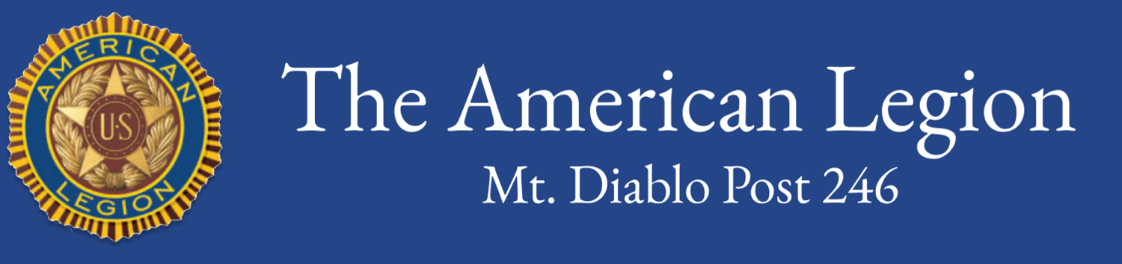 AMERICAN
U.S
LEGION
The American Legion
Mt. Diablo Post 246